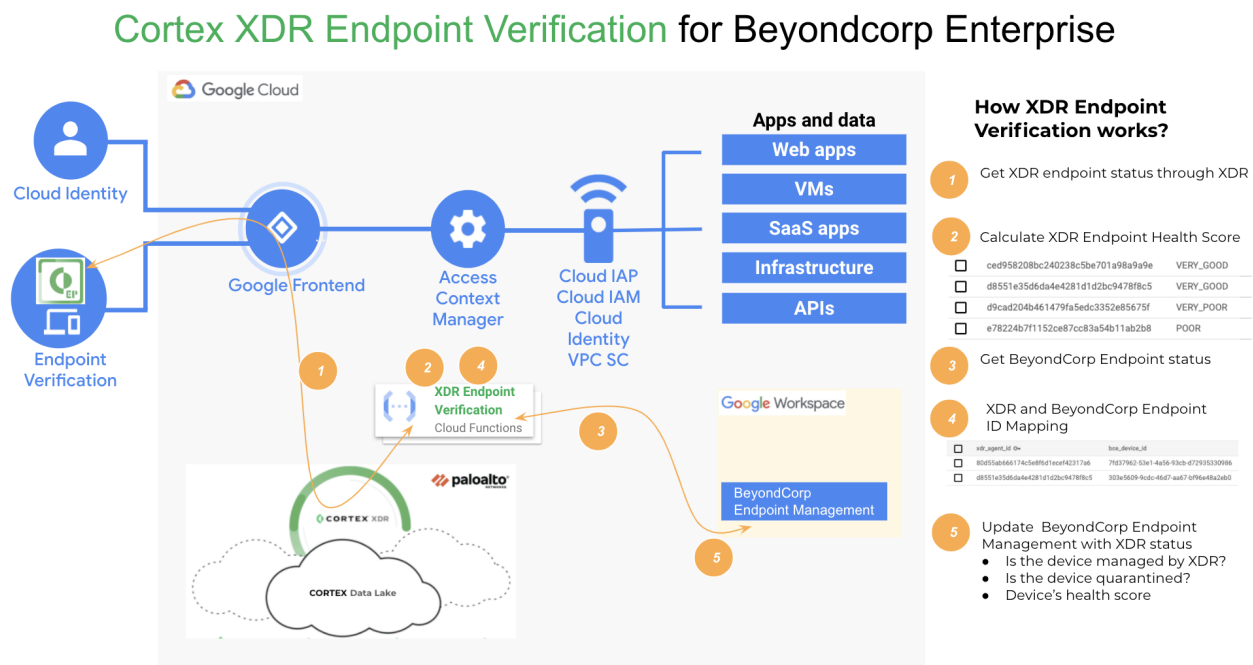 Cortex XDR Endpoint Verification for Beyondcorp Enterprise
Google Cloud
Cloud Identity
EP
Endpoint
Verification
Google Frontend
Access
Context
Manager
Cloud IAP
Cloud IAM
Cloud
Identity
VPC SC
Apps and data
Web apps
VMs
SaaS apps
Infrastructure
APIs
1
2
4
XDR Endpoint
Verification
Cloud Functions
3
Google Workspace
BeyondCorp
Endpoint Management
5
paloalto
NETWORKS
CORTEX XDR
CORTEX Data Lake
How XDR Endpoint
Verification works?
1 Get XDR endpoint status through XDR
2 Calculate XDR Endpoint Health Score
ced958208bc240238c5be701a98a9a9e VERY_GOOD
d8551e35d6da4e4281d1d2bc9478f8c5 VERY_GOOD
d9cad204b461479fa5edc3352e85675f VERY_POOR
e78224b7f1152ce87cc83a54b11ab2b8 POOR
3 Get BeyondCorp Endpoint status
4 XDR and BeyondCorp Endpoint
ID Mapping
xdr_agent_id bce_device_id
80d55ab666174c5e8f6d1ecef42317a6 7fd37962-53e1-4a56-93cb-d72935330986
d8551e35d6da4e4281d1d2bc9478f8c5 303e5609-9cdc-46d7-aa67-bf96e48a2eb0
5 Update BeyondCorp Endpoint
Management with XDR status
● Is the device managed by XDR?
● Is the device quarantined?
● Device's health score